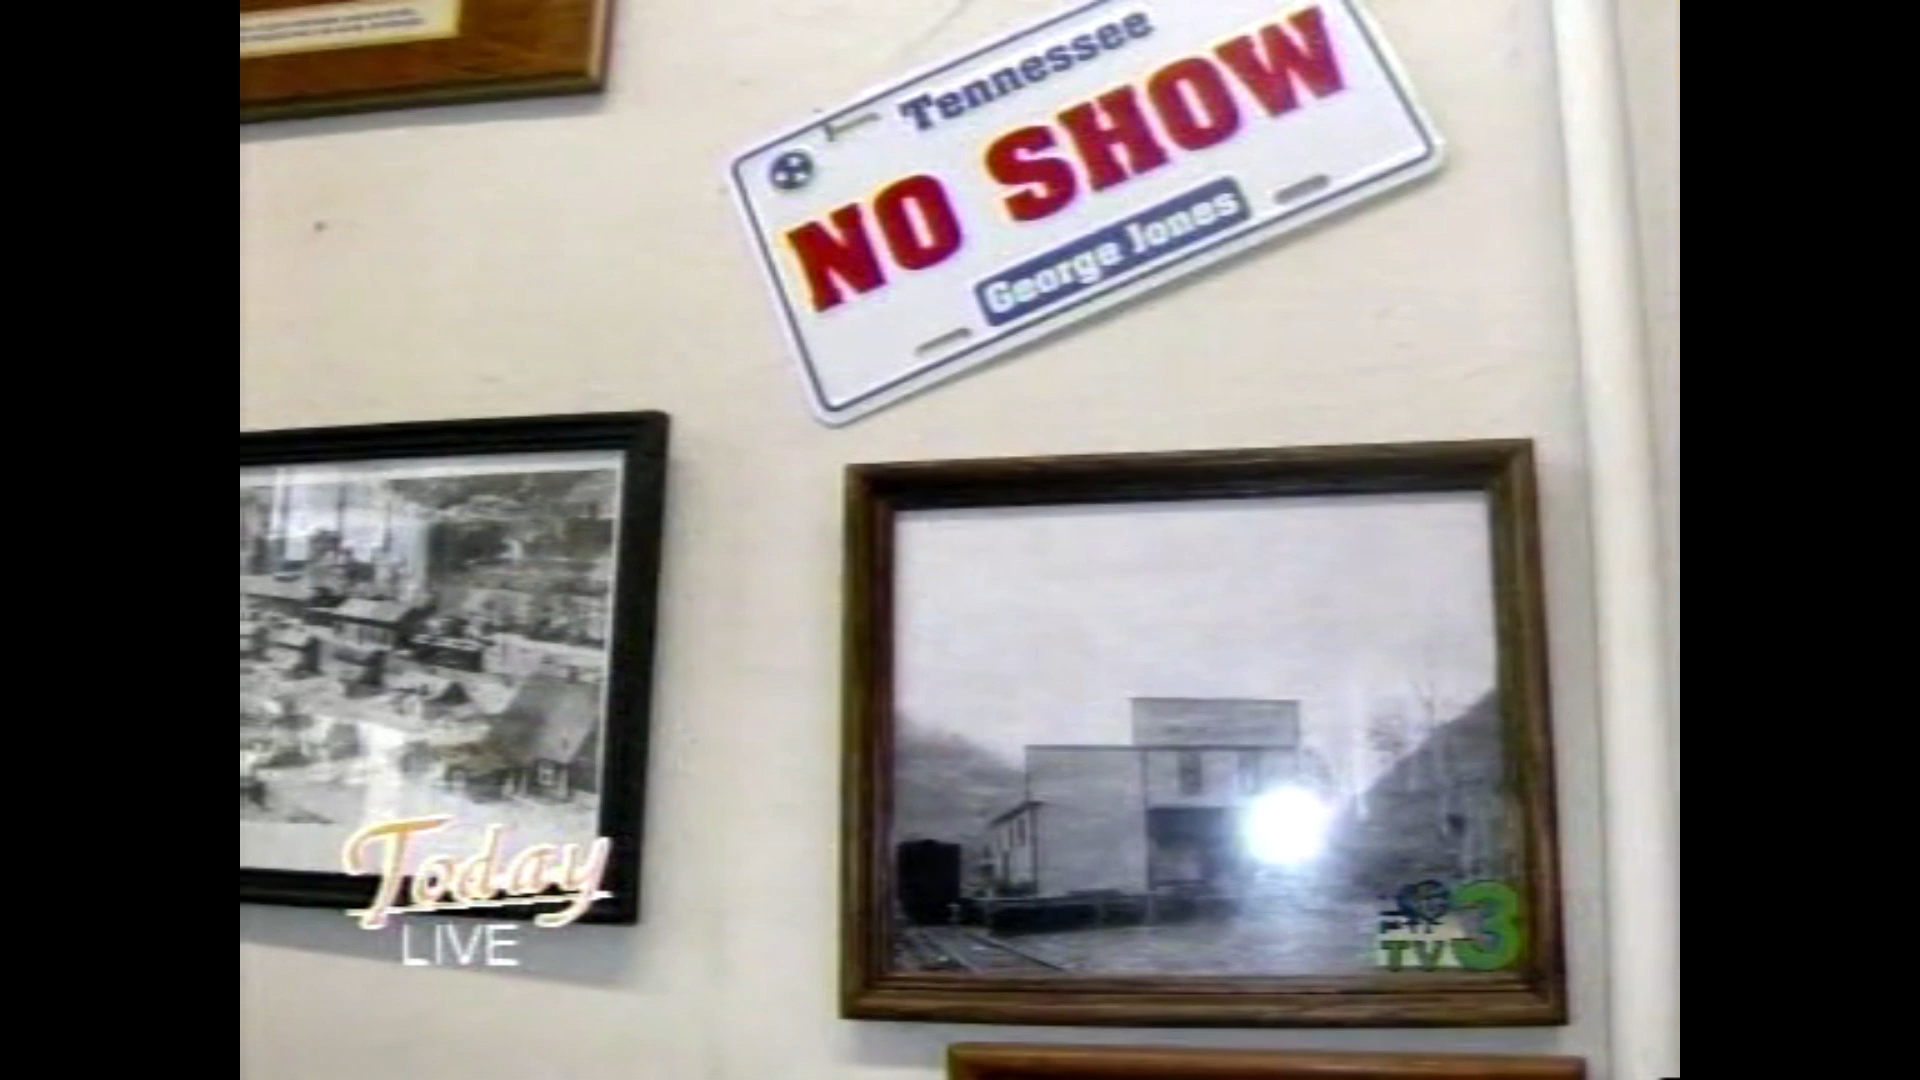 Tennessee
NO SHOW
George Jones
Today
LIVE
TV3